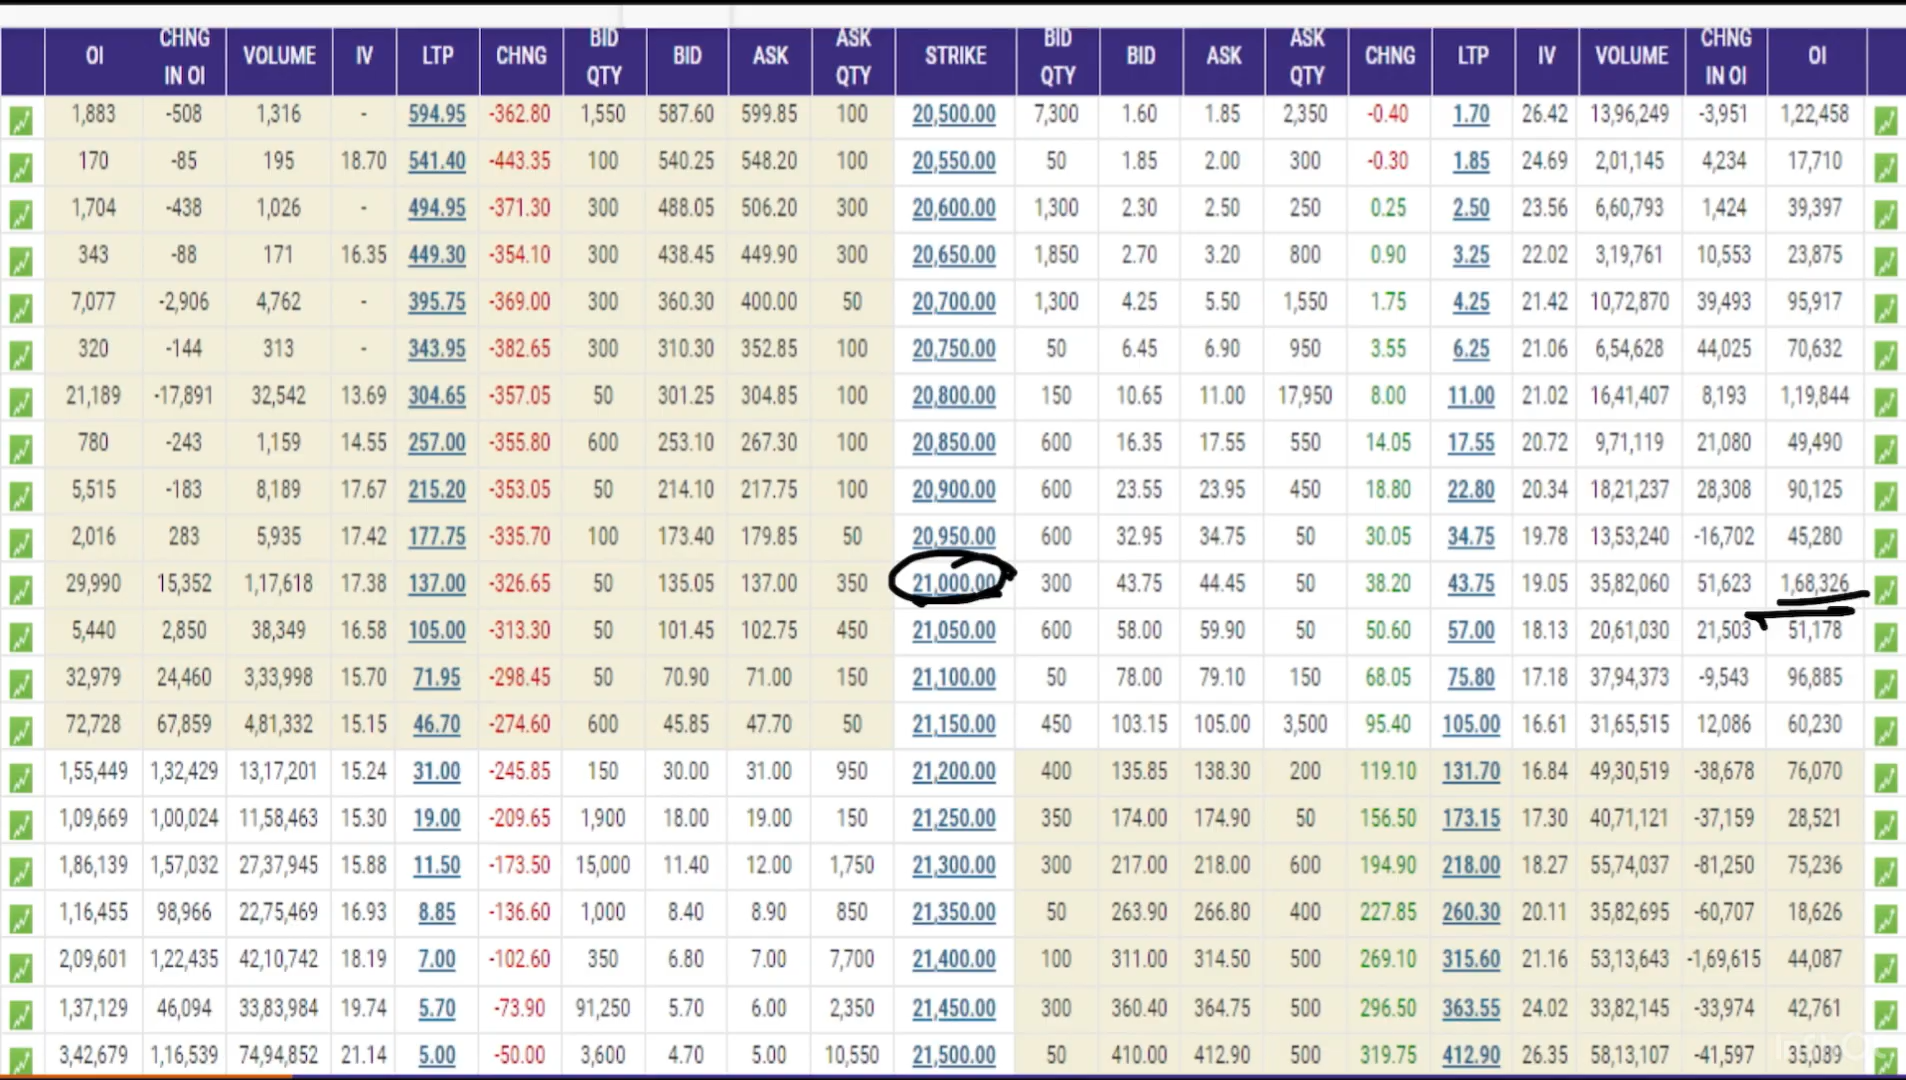 OI CHNG IN OI VOLUME IV LTP CHNG BID QTY BID ASK ASK QTY STRIKE BID QTY BID ASK ASK QTY CHNG LTP IV VOLUME CHNG IN OI OI
1,883 -508 1,316 - 594.95 -362.80 1,550 587.60 599.85 100 20,500.00 7,300 1.60 1.85 2,350 -0.40 1.70 26.42 13,96,249 -3,951 1,22,458
170 -85 195 18.70 541.40 -443.35 100 540.25 548.20 100 20,550.00 50 1.85 2.00 300 -0.30 1.85 24.69 2,01,145 4,234 17,710
1,704 -438 1,026 - 494.95 -371.30 300 488.05 506.20 300 20,600.00 1,300 2.30 2.50 250 0.25 2.50 23.56 6,60,793 1,424 39,397
343 -88 171 16.35 449.30 -354.10 300 438.45 449.90 300 20,650.00 1,850 2.70 3.20 800 0.90 3.25 22.02 3,19,761 10,553 23,875
7,077 -2,906 4,762 - 395.75 -369.00 300 360.30 400.00 50 20,700.00 1,300 4.25 5.50 1,550 1.75 4.25 21.42 10,72,870 39,493 95,917
320 -144 313 - 343.95 -382.65 300 310.30 352.85 100 20,750.00 50 6.45 6.90 950 3.55 6.25 21.06 6,54,628 44,025 70,632
21,189 -17,891 32,542 13.69 304.65 -357.05 50 301.25 304.85 100 20,800.00 150 10.65 11.00 17,950 8.00 11.00 21.02 16,41,407 8,193 1,19,844
780 -243 1,159 14.55 257.00 -355.80 600 253.10 267.30 100 20,850.00 600 16.35 17.55 550 14.05 17.55 20.72 9,71,119 21,080 49,490
5,515 -183 8,189 17.67 215.20 -353.05 50 214.10 217.75 100 20,900.00 600 23.55 23.95 450 18.80 22.80 20.34 18,21,237 28,308 90,125
2,016 283 5,935 17.42 177.75 -335.70 100 173.40 179.85 50 20,950.00 600 32.95 34.75 50 30.05 34.75 19.78 13,53,240 -16,702 45,280
29,990 15,352 1,17,618 17.38 137.00 -326.65 50 135.05 137.00 350 21,000.00 300 43.75 44.45 50 38.20 43.75 19.05 35,82,060 51,623 1,68,326
5,440 2,850 38,349 16.58 105.00 -313.30 50 101.45 102.75 450 21,050.00 600 58.00 59.90 50 50.60 57.00 18.13 20,61,030 21,503 51,178
32,979 24,460 3,33,998 15.70 71.95 -298.45 50 70.90 71.00 150 21,100.00 50 78.00 79.10 150 68.05 75.80 17.18 37,94,373 -9,543 96,885
72,728 67,859 4,81,332 15.15 46.70 -274.60 600 45.85 47.70 50 21,150.00 450 103.15 105.00 3,500 95.40 105.00 16.61 31,65,515 12,086 60,230
1,55,449 1,32,429 13,17,201 15.24 31.00 -245.85 150 30.00 31.00 950 21,200.00 400 135.85 138.30 200 119.10 131.70 16.84 49,30,519 -38,678 76,070
1,09,669 1,00,024 11,58,463 15.30 19.00 -209.65 1,900 18.00 19.00 150 21,250.00 350 174.00 174.90 50 156.50 173.15 17.30 40,71,121 -37,159 28,521
1,86,139 1,57,032 27,37,945 15.88 11.50 -173.50 15,000 11.40 12.00 1,750 21,300.00 300 217.00 218.00 600 194.90 218.00 18.27 55,74,037 -81,250 75,236
1,16,455 98,966 22,75,469 16.93 8.85 -136.60 1,000 8.40 8.90 850 21,350.00 50 263.90 266.80 400 227.85 260.30 20.11 35,82,695 -60,707 18,626
2,09,601 1,22,435 42,10,742 18.19 7.00 -102.60 350 6.80 7.00 7,700 21,400.00 100 311.00 314.50 500 269.10 315.60 21.16 53,13,643 -1,69,615 44,087
1,37,129 46,094 33,83,984 19.74 5.70 -73.90 91,250 5.70 6.00 2,350 21,450.00 300 360.40 364.75 500 296.50 363.55 24.02 33,82,145 -33,974 42,761
3,42,679 1,16,539 74,94,852 21.14 5.00 -50.00 3,600 4.70 5.00 10,550 21,500.00 50 410.00 412.90 500 319.75 412.90 26.35 58,13,107 -41,597 35,089